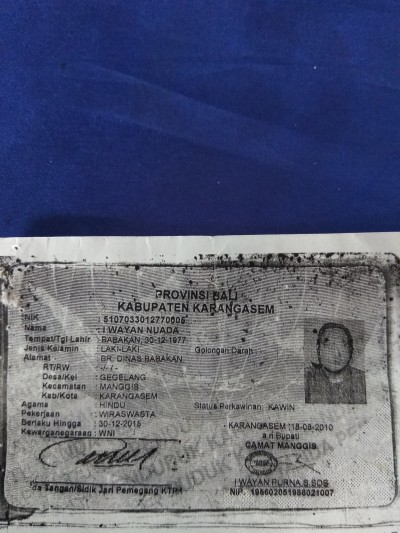 PROVINSI BALI
KABUPATEN KARANGASEM
NIK : 5107033012770005
Nama : I WAYAN NUADA
Tempat/Tgl Lahir : BABAKAN, 30-12-1977
Jenis Kelamin : LAKI-LAKI Golongan Darah :
Alamat : BR. DINAS BABAKAN
RT/RW : -/-
Desa/Kel : GEGELANG
Kecamatan : MANGGIS
Kab/Kota : KARANGASEM
Agama : HINDU Status Perkawinan : KAWIN
Pekerjaan : WIRASWASTA
Berlaku Hingga : 30-12-2015 KARANGASEM, 18-08-2010
Kewarganegaraan : WNI a.n Bupati
CAMAT MANGGIS
Tangan/Sidik Jari Pemegang KTP I WAYAN PURNA,S.SOS
NIP. 195602051986021007